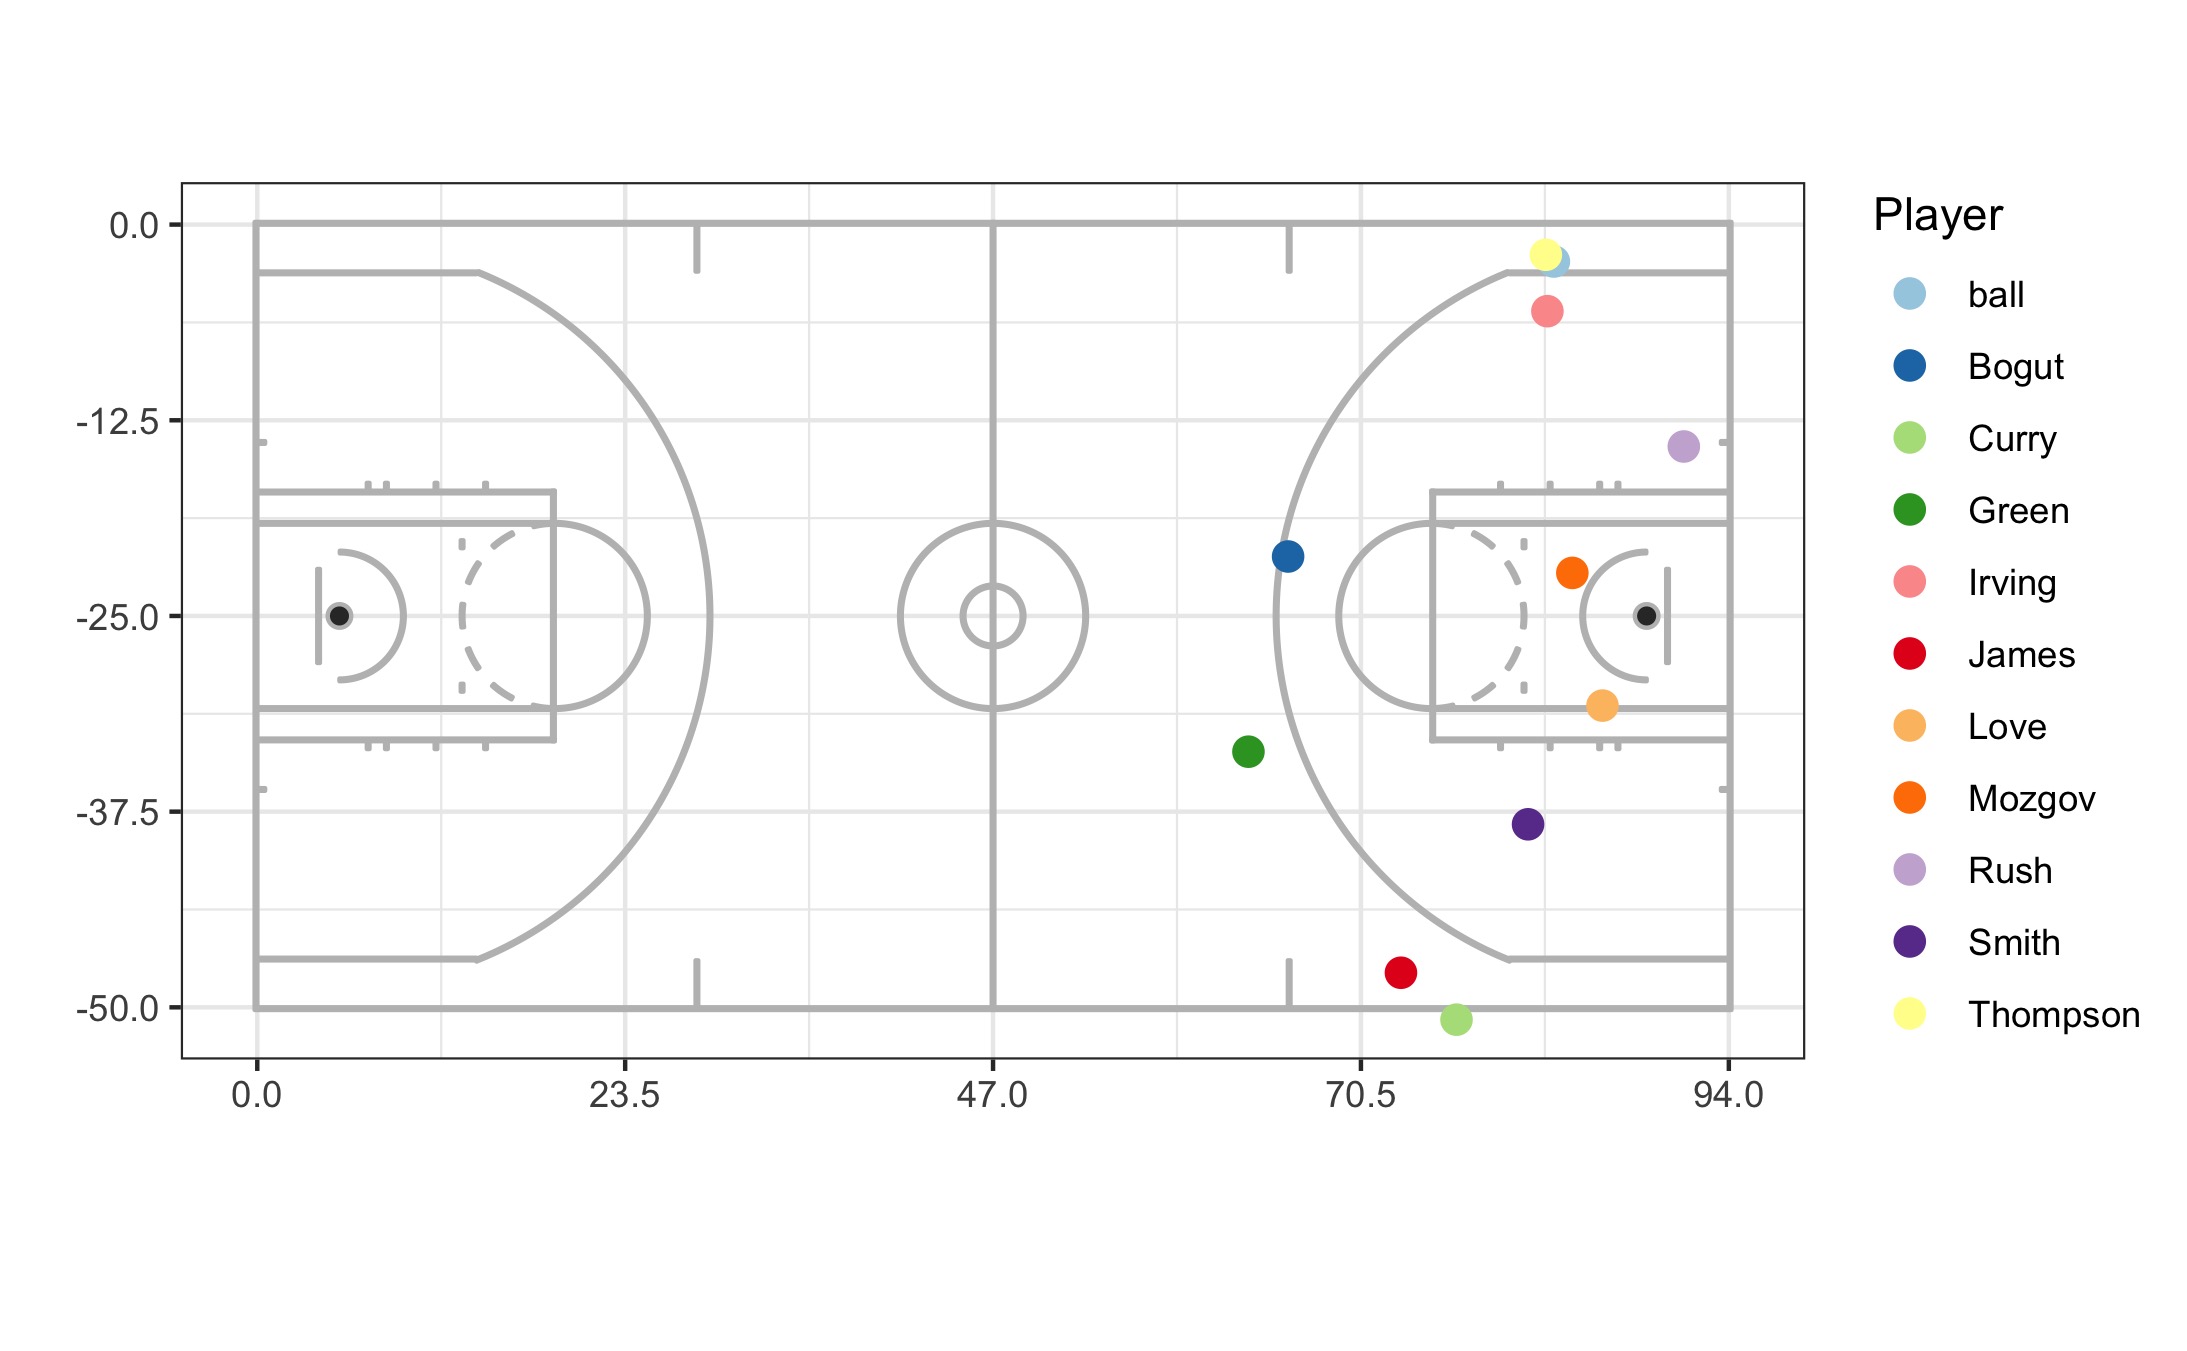 0.0
-12.5
-25.0
-37.5
-50.0
0.0
23.5
47.0
70.5
94.0
Player
ball
Bogut
Curry
Green
Irving
James
Love
Mozgov
Rush
Smith
Thompson